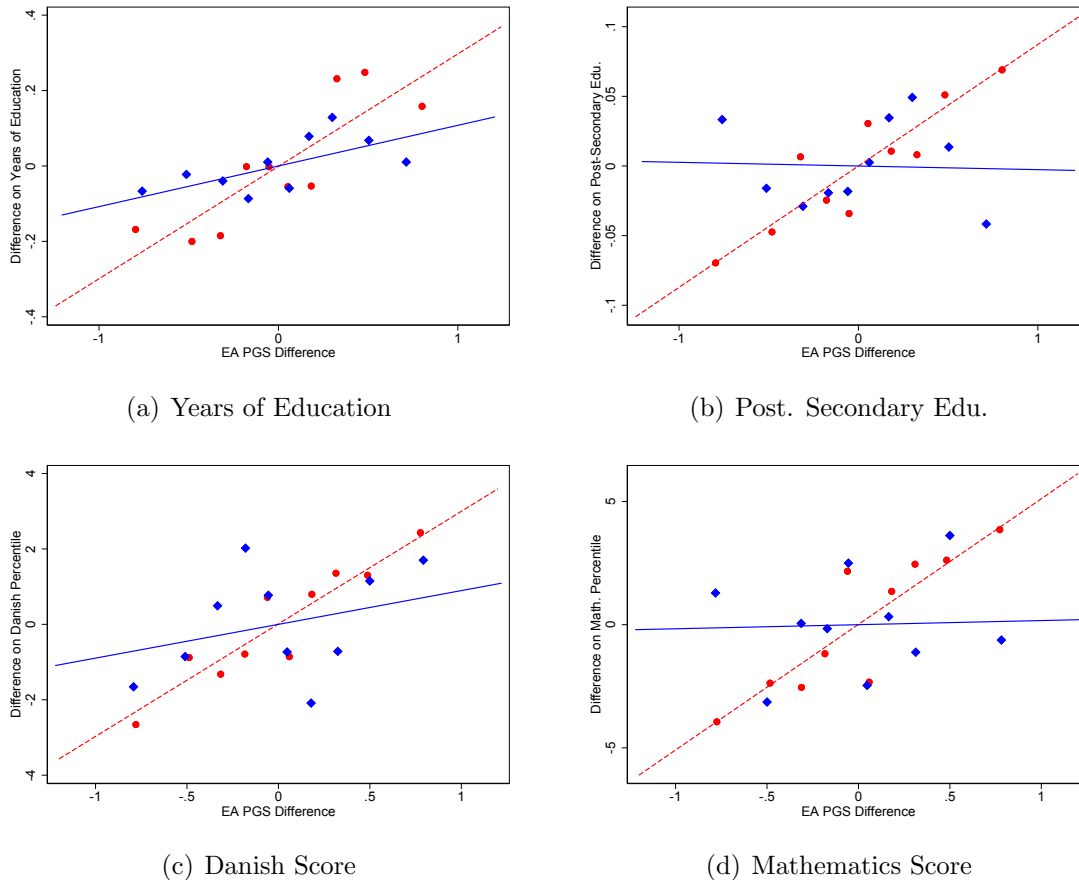 Difference on Years of Education
.4
.2
0
-.2
-.4
-1
0
1
EA PGS Difference
(a) Years of Education
Difference on Post-Secondary Edu.
.1
.05
0
-.05
-.1
-1
0
1
EA PGS Difference
(b) Post. Secondary Edu.
Difference on Danish Percentile
4
2
0
-2
-4
-1
-.5
0
.5
1
EA PGS Difference
(c) Danish Score
Difference on Math. Percentile
5
0
-5
-1
-.5
0
.5
1
EA PGS Difference
(d) Mathematics Score